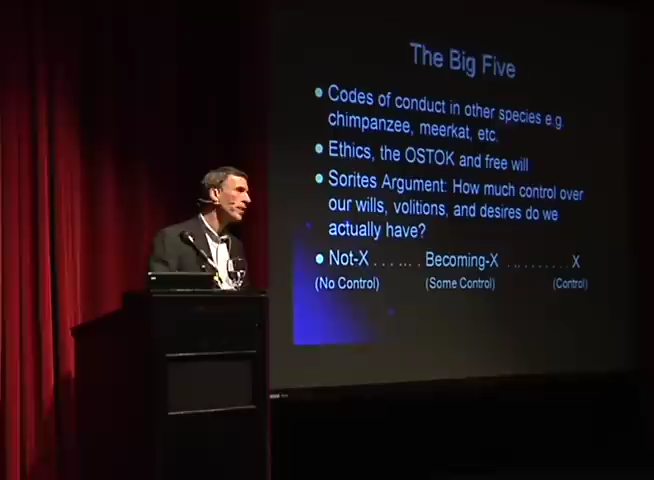 The Big Five
Codes of conduct in other species e.g.
chimpanzee, meerkat, etc.
Ethics, the OSTOK and free will
Sorites Argument: How much control over
our wills, volitions, and desires do we
actually have?
Not-X . . . ... . Becoming-X .. ......... X
(No Control) (Some Control) (Control)